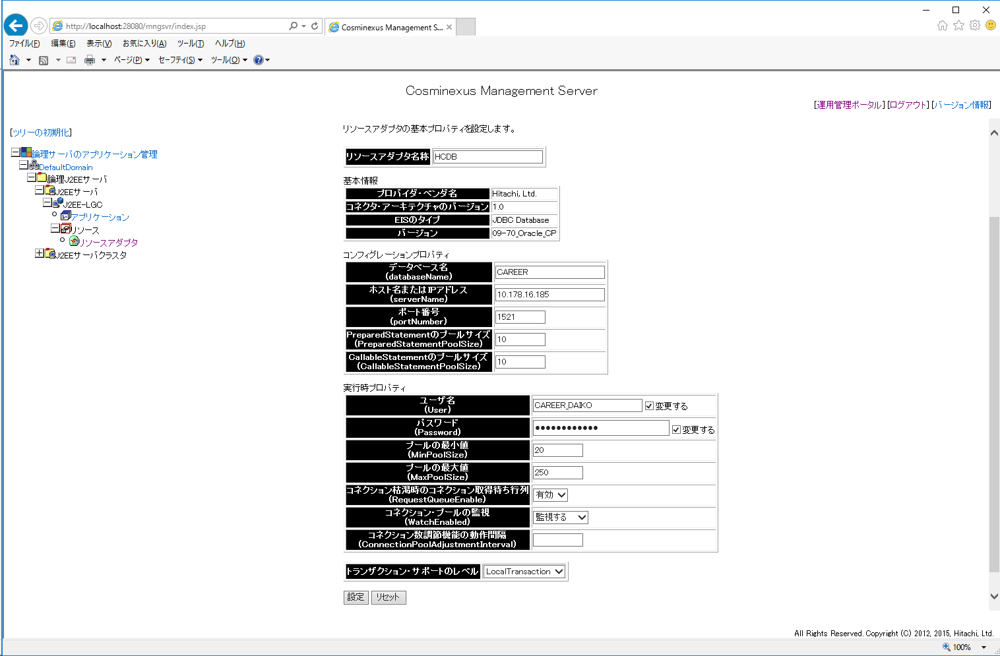 http://localhost:28080/mngsvr/index.jsp
Cosminexus Management S...
ファイル(F) 編集(E) 表示(V) お気に入り(A) ツール(T) ヘルプ(H)
ページ(P) セーフティ(S) ツール(O)
Cosminexus Management Server
[運用管理ポータル][ログアウト][バージョン情報]
[ツリーの初期化]
論理サーバのアプリケーション管理
DefaultDomain
論理J2EEサーバ
J2EEサーバ
J2EE-LGC
アプリケーション
リソース
リソースアダプタ
J2EEサーバクラスタ
リソースアダプタの基本プロパティを設定します。
リソースアダプタ名称 HCDB
基本情報
プロバイダ・ベンダ名 Hitachi, Ltd.
コネクタ・アーキテクチャのバージョン 1.0
EISのタイプ JDBC Database
バージョン 09-70_Oracle_CP
コンフィグレーションプロパティ
データベース名
(databaseName) CAREER
ホスト名またはIPアドレス
(serverName) 10.178.16.185
ポート番号
(portNumber) 1521
PreparedStatementのプールサイズ
(PreparedStatementPoolSize) 10
CallableStatementのプールサイズ
(CallableStatementPoolSize) 10
実行時プロパティ
ユーザ名
(User) CAREER_DAIKO 変更する
パスワード
(Password) ●●●●●●●●●●●● 変更する
プールの最小値
(MinPoolSize) 20
プールの最大値
(MaxPoolSize) 250
コネクション枯渇時のコネクション取得待ち行列
(RequestQueueEnable) 有効
コネクション・プールの監視
(WatchEnabled) 監視する
コネクション数調節機能の動作間隔
(ConnectionPoolAdjustmentInterval)
トランザクション・サポートのレベル LocalTransaction
設定 リセット
All Rights Reserved. Copyright (C) 2012, 2015, Hitachi, Ltd.
100%